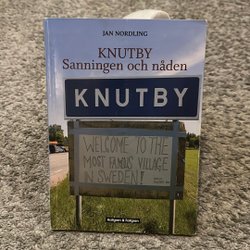 JAN NORDLING
KNUTBY
Sanningen och nåden
KNUTBY
WELCOME TO THE
MOST FAMOUS VILLAGE
IN SWEDEN!